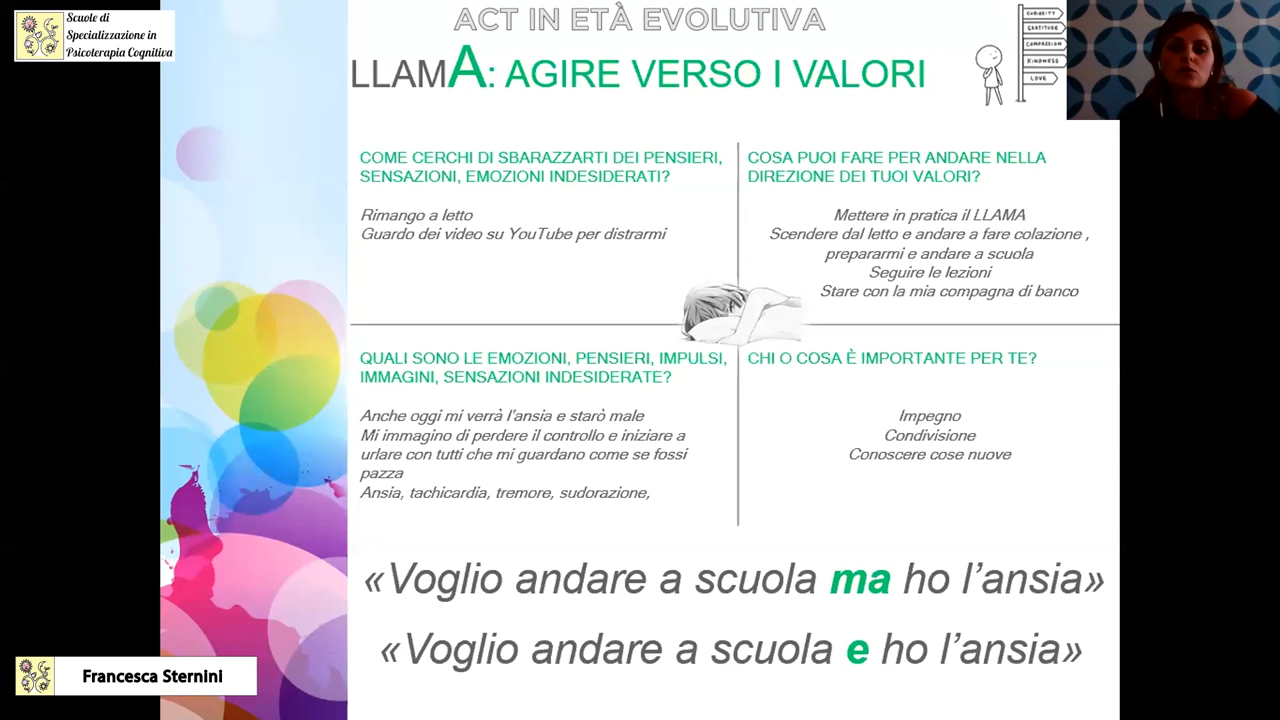 Scuole di
Specializzazione in
Psicoterapia Cognitiva
ACT IN ETÀ EVOLUTIVA
LLAMA: AGIRE VERSO I VALORI
CURIOSITY
GRATITUDE
COMPASSION
KINDNESS
LOVE
COME CERCHI DI SBARAZZARTI DEI PENSIERI,
SENSAZIONI, EMOZIONI INDESIDERATI?
Rimango a letto
Guardo dei video su YouTube per distrarmi
COSA PUOI FARE PER ANDARE NELLA
DIREZIONE DEI TUOI VALORI?
Mettere in pratica il LLAMA
Scendere dal letto e andare a fare colazione ,
prepararmi e andare a scuola
Seguire le lezioni
Stare con la mia compagna di banco
QUALI SONO LE EMOZIONI, PENSIERI, IMPULSI,
IMMAGINI, SENSAZIONI INDESIDERATE?
Anche oggi mi verrà l'ansia e starò male
Mi immagino di perdere il controllo e iniziare a
urlare con tutti che mi guardano come se fossi
pazza
Ansia, tachicardia, tremore, sudorazione,
CHI O COSA È IMPORTANTE PER TE?
Impegno
Condivisione
Conoscere cose nuove
«Voglio andare a scuola ma ho l'ansia»
«Voglio andare a scuola e ho l'ansia»
Francesca Sternini